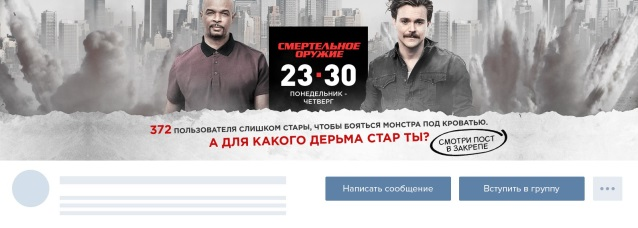 СМЕРТЕЛЬНОЕ
ОРУЖИЕ
23•30
ПОНЕДЕЛЬНИК -
ЧЕТВЕРГ
372 ПОЛЬЗОВАТЕЛЯ СЛИШКОМ СТАРЫ, ЧТОБЫ БОЯТЬСЯ МОНСТРА ПОД КРОВАТЬЮ.
А ДЛЯ КАКОГО ДЕРЬМА СТАР ТЫ?
СМОТРИ ПОСТ
В ЗАКРЕПЕ
Написать сообщение
Вступить в группу